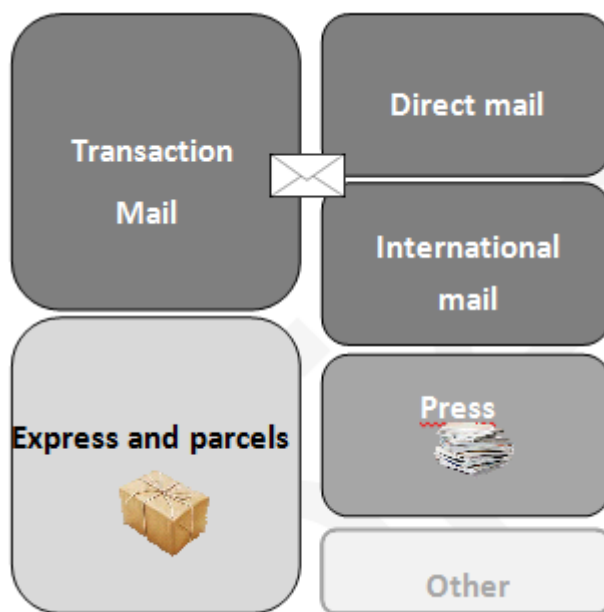 Transaction
Mail
Direct mail
International
mail
Express and parcels
Press
Other